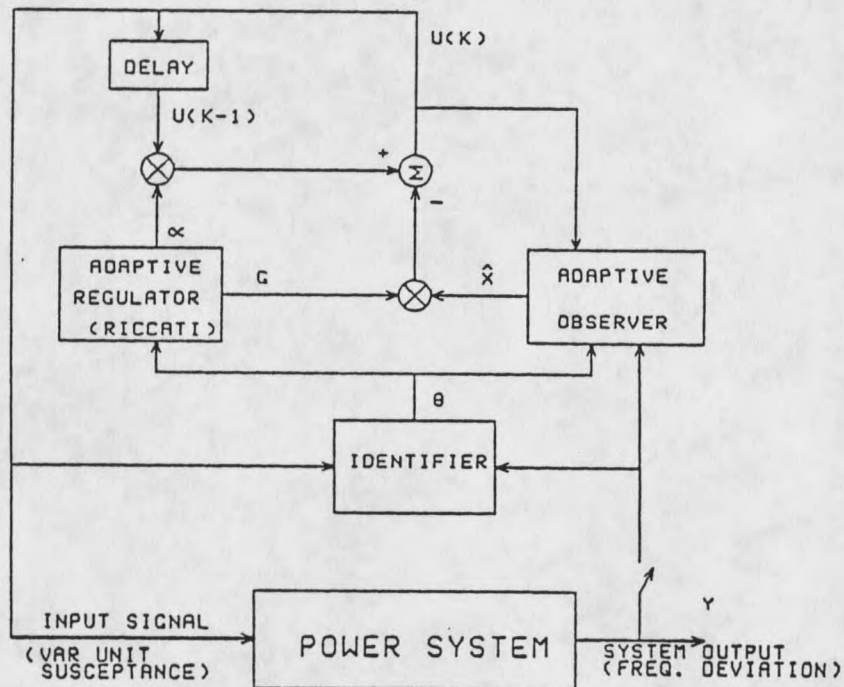 U(K)
DELAY
U(K-1)
+
Σ
-
∝
ADAPTIVE
REGULATOR
(RICCATI)
G
X̂
ADAPTIVE
OBSERVER
θ
IDENTIFIER
Y
INPUT SIGNAL
(VAR UNIT
SUSCEPTANCE)
POWER SYSTEM
SYSTEM OUTPUT
(FREQ. DEVIATION)